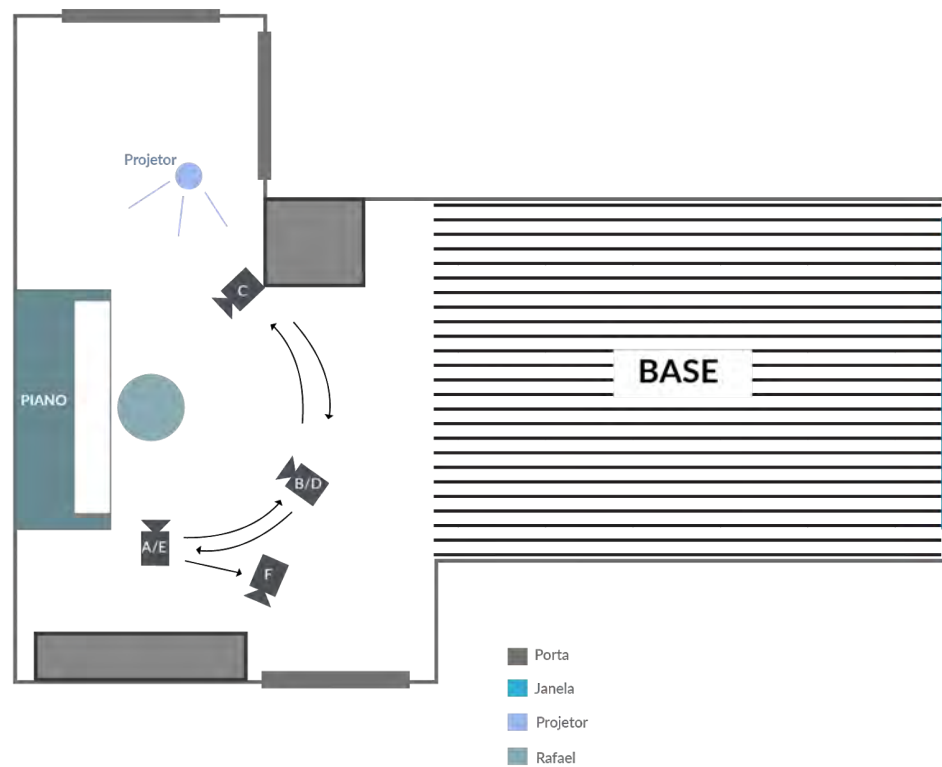 Projetor
C
PIANO
BASE
B/D
A/E
F
Porta
Janela
Projetor
Rafael